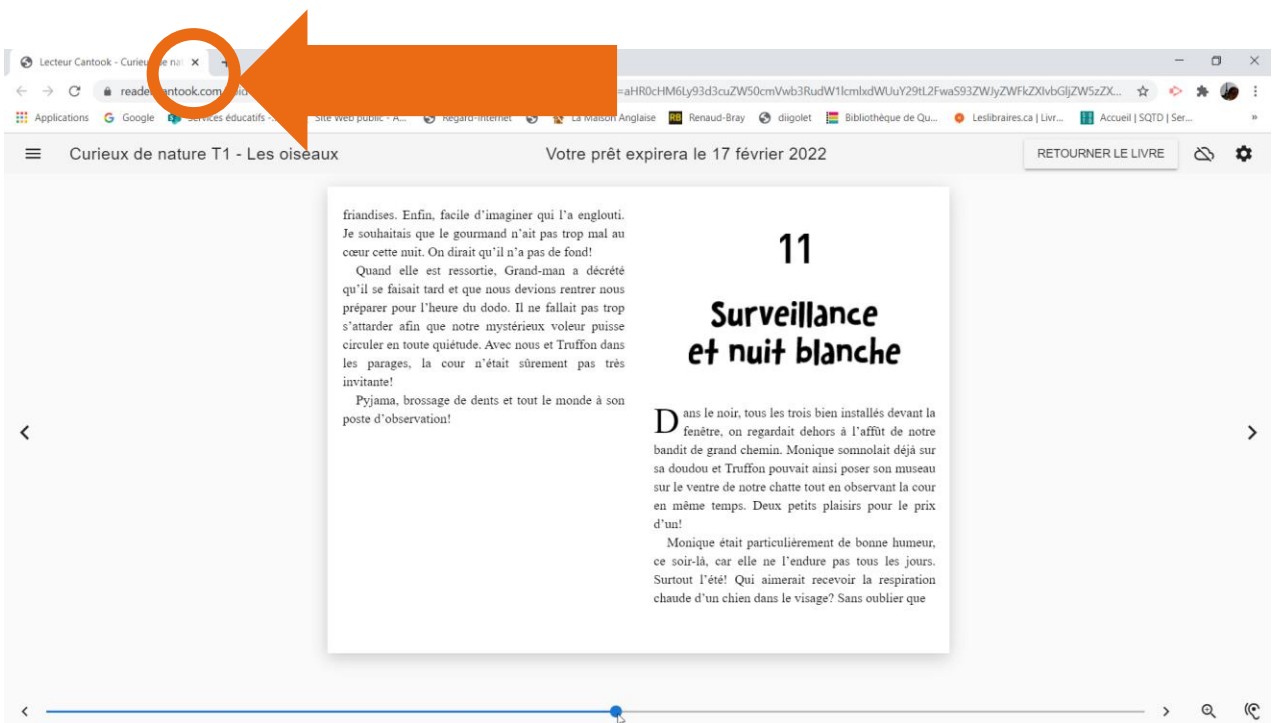 Lecteur Cantook - Curieu de nat
reade antook.com =aHR0cHM6Ly93d3cuZW50cmVwb3RudW1lcmlxdWUuY29tL2FwaS93ZWJyZWFkZXIvbGljZW5zZX...
Applications Google Services éducatifs -... Site Web public - A... Regard-Internet La Maison Anglaise RB Renaud-Bray diigolet Bibliothèque de Qu... Leslibraires.ca | Livr... Accueil | SQTD | Ser... »
Curieux de nature T1 - Les oiseaux Votre prêt expirera le 17 février 2022 RETOURNER LE LIVRE
friandises. Enfin, facile d’imaginer qui l’a englouti.
Je souhaitais que le gourmand n’ait pas trop mal au
cœur cette nuit. On dirait qu’il n’a pas de fond!
Quand elle est ressortie, Grand-man a décrété
qu’il se faisait tard et que nous devions rentrer nous
préparer pour l’heure du dodo. Il ne fallait pas trop
s’attarder afin que notre mystérieux voleur puisse
circuler en toute quiétude. Avec nous et Truffon dans
les parages, la cour n’était sûrement pas très
invitante!
Pyjama, brossage de dents et tout le monde à son
poste d’observation!
11
Surveillance
et nuit blanche
Dans le noir, tous les trois bien installés devant la
fenêtre, on regardait dehors à l’affût de notre
bandit de grand chemin. Monique somnolait déjà sur
sa doudou et Truffon pouvait ainsi poser son museau
sur le ventre de notre chatte tout en observant la cour
en même temps. Deux petits plaisirs pour le prix
d’un!
Monique était particulièrement de bonne humeur,
ce soir-là, car elle ne l’endure pas tous les jours.
Surtout l’été! Qui aimerait recevoir la respiration
chaude d’un chien dans le visage? Sans oublier que